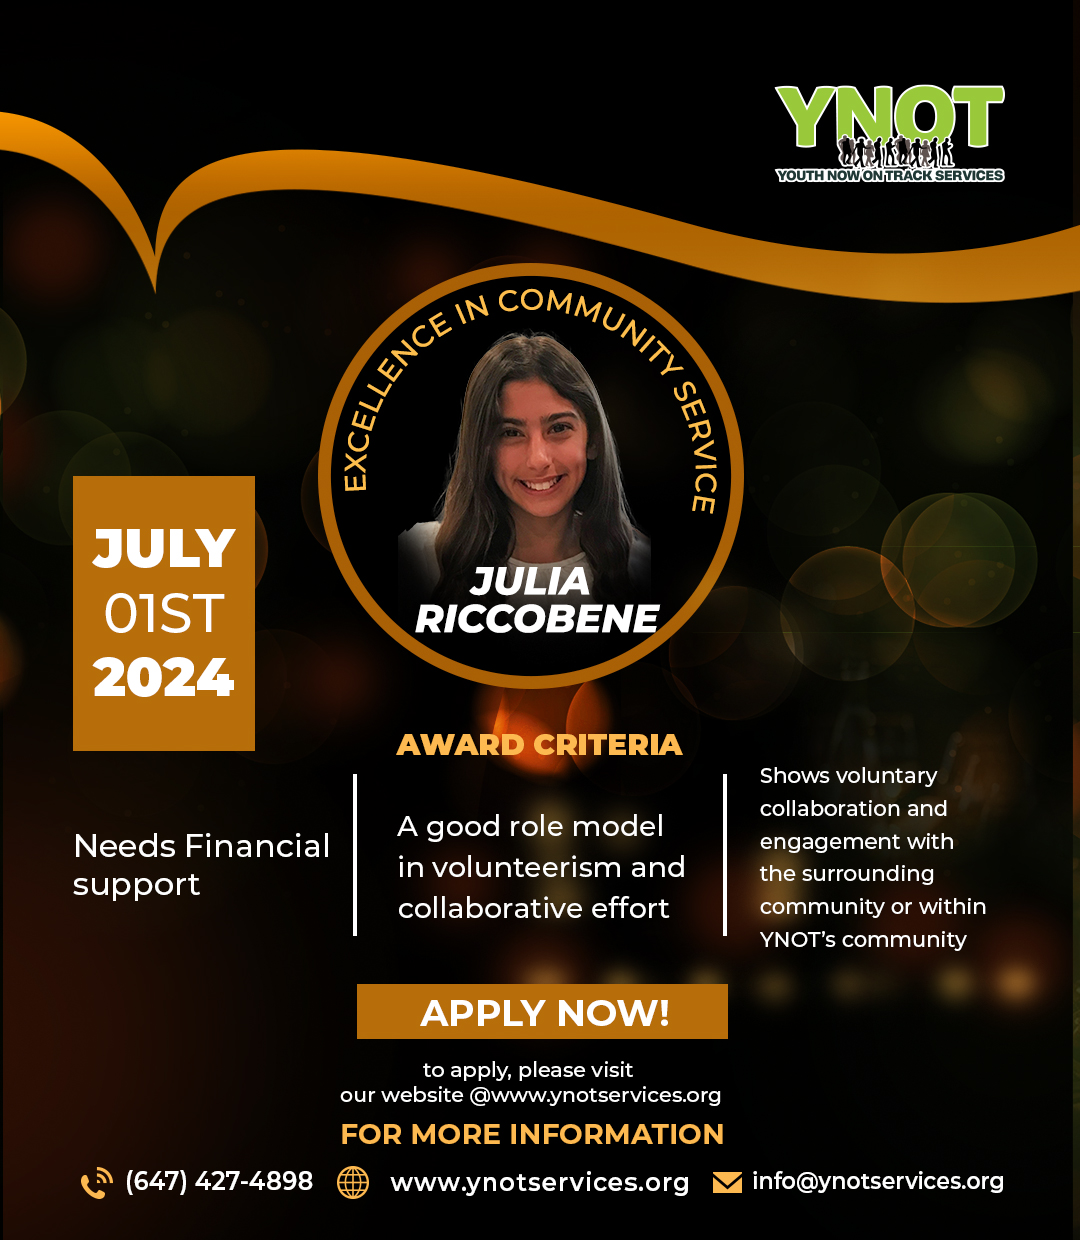 YNOT
YOUTH NOW ON TRACK SERVICES
EXCELLENCE IN COMMUNITY SERVICE
JULIA
RICCOBENE
JULY
01ST
2024
AWARD CRITERIA
Needs Financial
support
A good role model
in volunteerism and
collaborative effort
Shows voluntary
collaboration and
engagement with
the surrounding
community or within
YNOT’s community
APPLY NOW!
to apply, please visit
our website @www.ynotservices.org
FOR MORE INFORMATION
(647) 427-4898
www.ynotservices.org
info@ynotservices.org